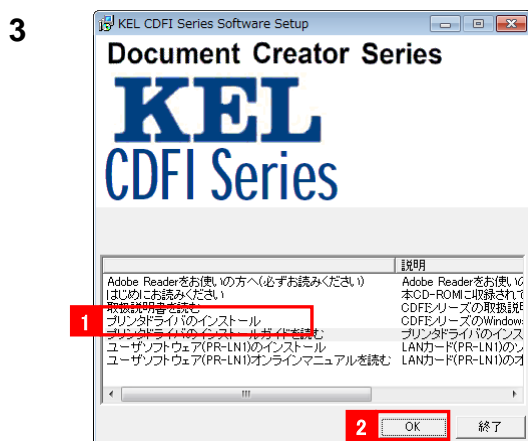 3
KEL CDFI Series Software Setup
Document Creator Series
KEL
CDFI Series
説明
Adobe Readerをお使いの方へ(必ずお読みください) Adobe Readerをお使いの
はじめにお読みください 本CD-ROMに収録されて
取扱説明書を読む CDFIシリーズの取扱説明
1 プリンタドライバのインストール CDFIシリーズのWindows
プリンタドライバのインストールガイドを読む プリンタドライバのインス
ユーザソフトウェア(PR-LN1)のインストール LANカード(PR-LN1)のソ
ユーザソフトウェア(PR-LN1)オンラインマニュアルを読む LANカード(PR-LN1)のオ
2 OK 終了